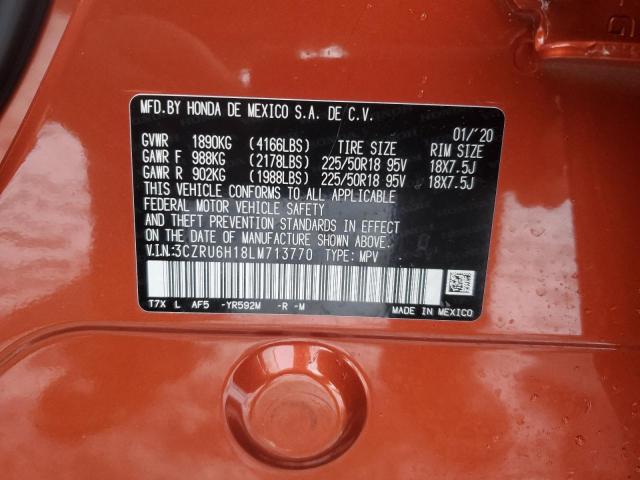 MFD.BY HONDA DE MEXICO S.A. DE C.V.
01/'20
GVWR 1890KG (4166LBS) TIRE SIZE RIM SIZE
GAWR F 988KG (2178LBS) 225/50R18 95V 18X7.5J
GAWR R 902KG (1988LBS) 225/50R18 95V 18X7.5J
THIS VEHICLE CONFORMS TO ALL APPLICABLE
FEDERAL MOTOR VEHICLE SAFETY
AND THEFT PREVENTION STANDARDS IN EFFECT
ON THE DATE OF MANUFACTURE SHOWN ABOVE.
V.I.N:3CZRU6H18LM713770 TYPE: MPV
T7X L AF5 -YR592M -R -M MADE IN MEXICO